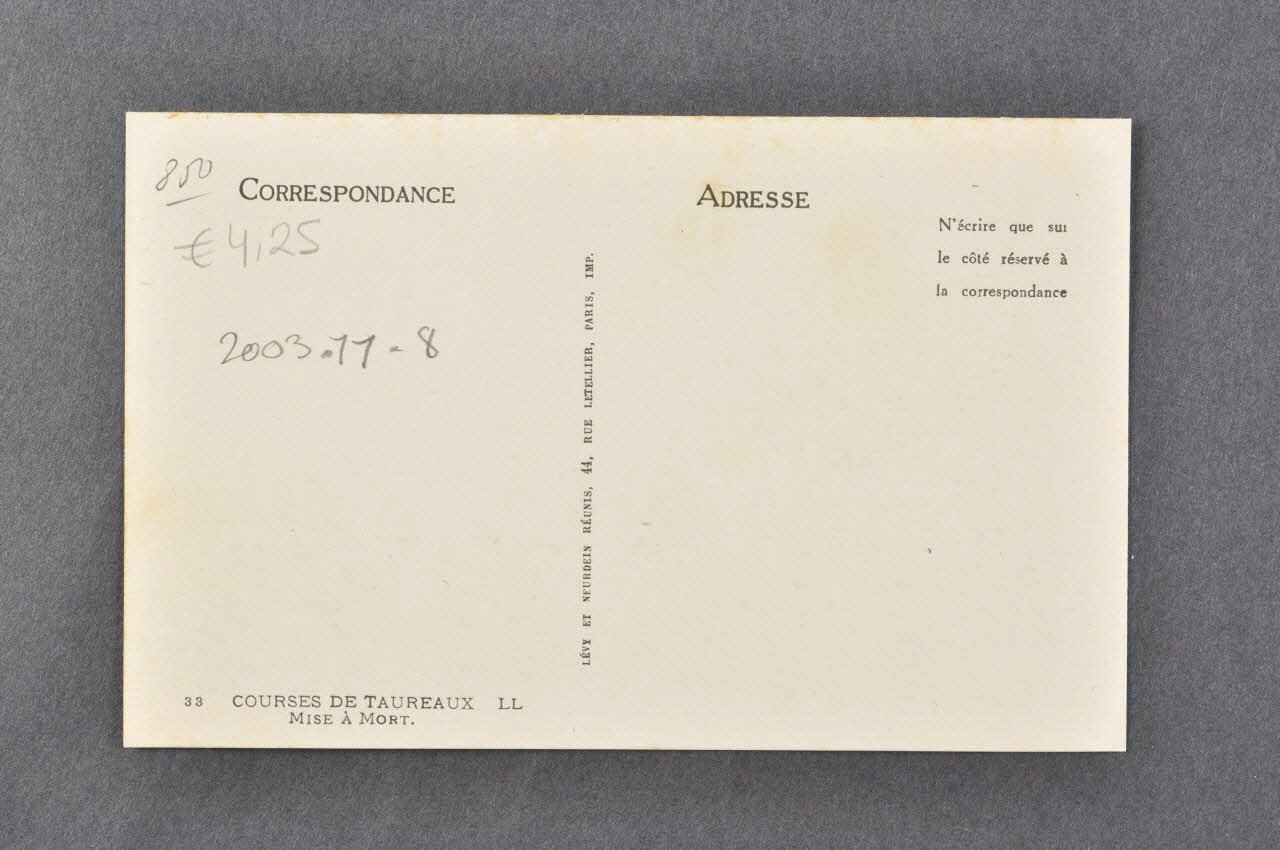 850
€ 4,25
2003.11-8
CORRESPONDANCE
ADRESSE
N'écrire que sur
le côté réservé à
la correspondance
LÉVY ET NEURDEIN RÉUNIS, 44, RUE LETELLIER, PARIS, IMP.
33 COURSES DE TAUREAUX LL
MISE À MORT.